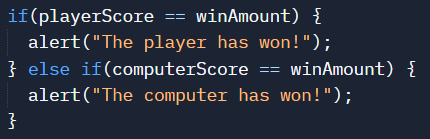 if(playerScore == winAmount) {
  alert("The player has won!");
} else if(computerScore == winAmount) {
  alert("The computer has won!");
}